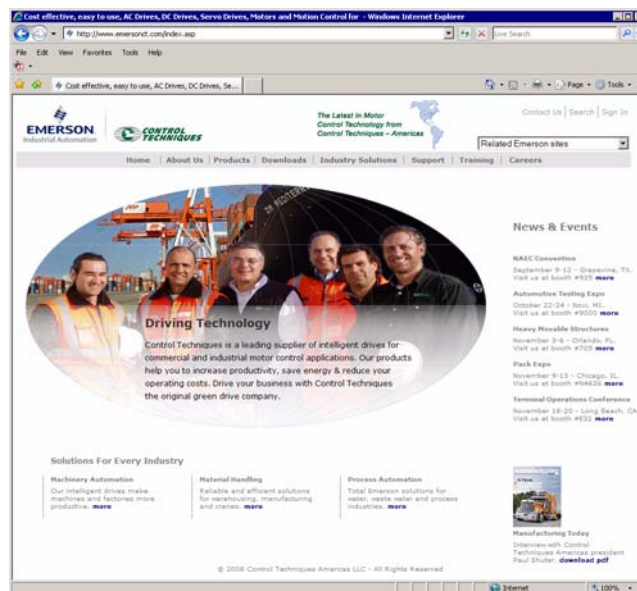 Cost effective, easy to use, AC Drives, DC Drives, Servo Drives, Motors and Motion Control for - Windows Internet Explorer
http://www.emersonct.com/index.asp
Live Search
File Edit View Favorites Tools Help
Cost effective, easy to use, AC Drives, DC Drives, Se...
Page Tools
EMERSON
Industrial Automation
CONTROL
TECHNIQUES
The Latest in Motor
Control Technology from
Control Techniques - Americas
Contact Us | Search | Sign In
Related Emerson sites
Home | About Us | Products | Downloads | Industry Solutions | Support | Training | Careers
Driving Technology
Control Techniques is a leading supplier of intelligent drives for
commercial and industrial motor control applications. Our products
help you to increase productivity, save energy & reduce your
operating costs. Drive your business with Control Techniques
the original green drive company.
News & Events
NAEC Convention
September 9-12 - Grapevine, TX.
Visit us at booth #925 more
Automotive Testing Expo
October 22-24 - Novi, MI.
Visit us at booth #9000 more
Heavy Movable Structures
November 3-6 - Orlando, FL.
Visit us at booth #705 more
Pack Expo
November 9-13 - Chicago, IL.
Visit us at booth #N4636 more
Terminal Operations Conference
November 18-20 - Long Beach, CA
Visit us at booth #632 more
Solutions For Every Industry
Machinery Automation
Our intelligent drives make
machines and factories more
productive. more
Material Handling
Reliable and efficient solutions
for warehousing, manufacturing
and cranes. more
Process Automation
Total Emerson solutions for
water, waste water and process
industries. more
Manufacturing Today
Interview with Control
Techniques Americas president
Paul Shuter. download pdf
© 2008 Control Techniques Americas LLC - All Rights Reserved
Internet
100%